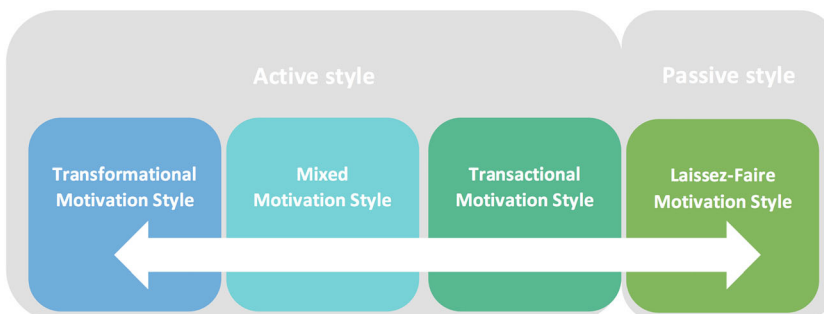 Active style
Passive style
Transformational
Motivation Style
Mixed
Motivation Style
Transactional
Motivation Style
Laissez-Faire
Motivation Style